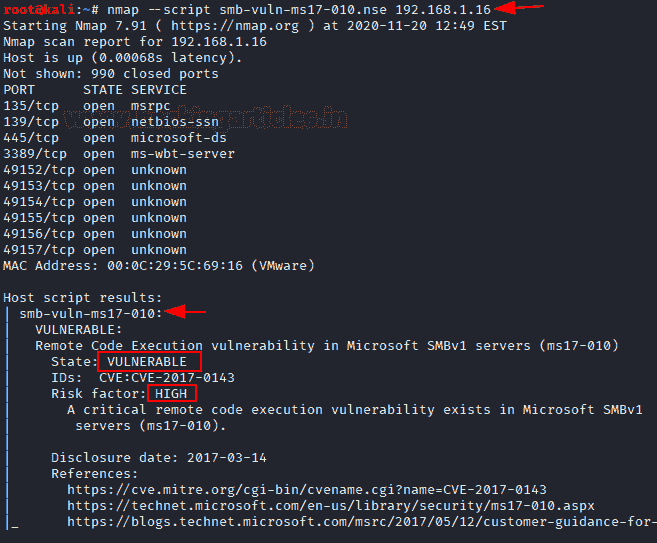 root@kali:~# nmap --script smb-vuln-ms17-010.nse 192.168.1.16
Starting Nmap 7.91 ( https://nmap.org ) at 2020-11-20 12:49 EST
Nmap scan report for 192.168.1.16
Host is up (0.00068s latency).
Not shown: 990 closed ports
PORT      STATE SERVICE
135/tcp   open  msrpc
139/tcp   open  netbios-ssn
www.hackingarticles.in
445/tcp   open  microsoft-ds
3389/tcp  open  ms-wbt-server
49152/tcp open  unknown
49153/tcp open  unknown
49154/tcp open  unknown
49155/tcp open  unknown
49156/tcp open  unknown
49157/tcp open  unknown
MAC Address: 00:0C:29:5C:69:16 (VMware)

Host script results:
| smb-vuln-ms17-010:
|   VULNERABLE:
|   Remote Code Execution vulnerability in Microsoft SMBv1 servers (ms17-010)
|     State: VULNERABLE
|     IDs:  CVE:CVE-2017-0143
|     Risk factor: HIGH
|       A critical remote code execution vulnerability exists in Microsoft SMBv1
|        servers (ms17-010).
|
|     Disclosure date: 2017-03-14
|     References:
|       https://cve.mitre.org/cgi-bin/cvename.cgi?name=CVE-2017-0143
|       https://technet.microsoft.com/en-us/library/security/ms17-010.aspx
|_      https://blogs.technet.microsoft.com/msrc/2017/05/12/customer-guidance-for-